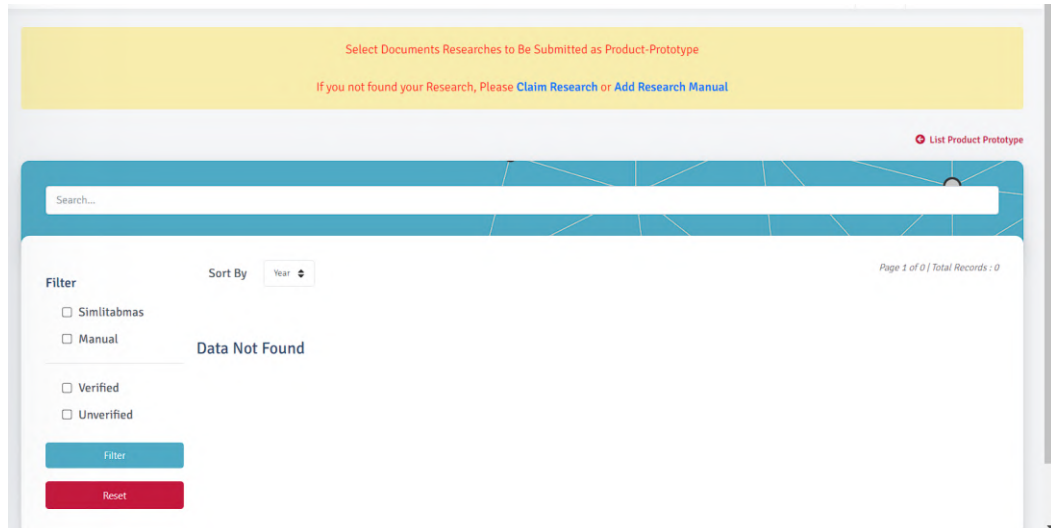 Select Documents Researches to Be Submitted as Product-Prototype
If you not found your Research, Please Claim Research or Add Research Manual
List Product Prototype
Search...
Filter
Sort By Year
Page 1 of 0 | Total Records : 0
Simlitabmas
Manual
Data Not Found
Verified
Unverified
Filter
Reset